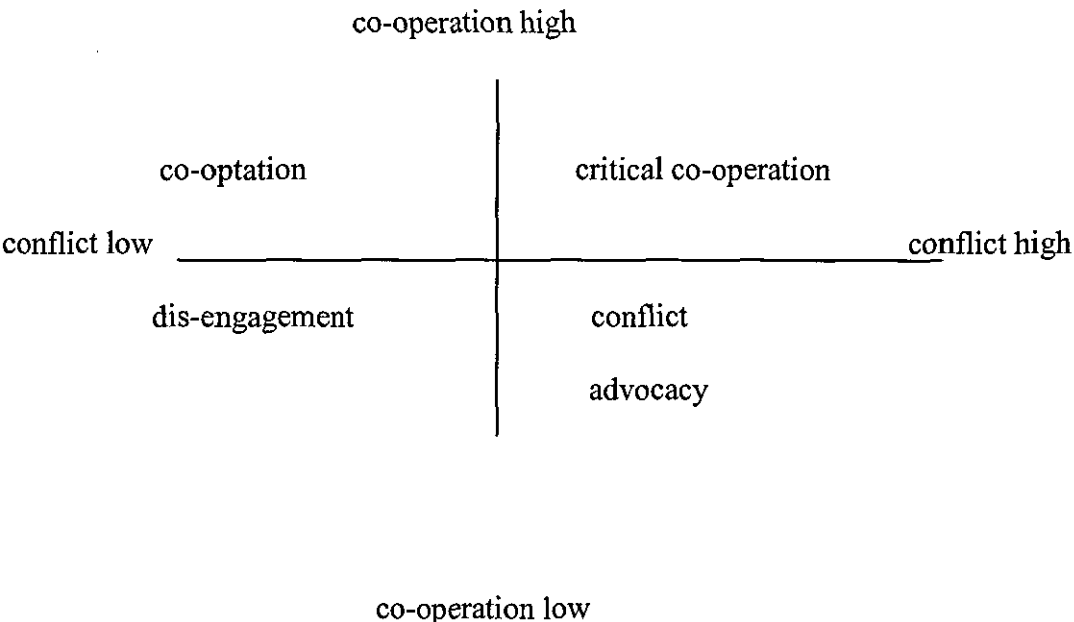 co-operation high
co-optation critical co-operation
conflict low conflict high
dis-engagement conflict
advocacy
co-operation low